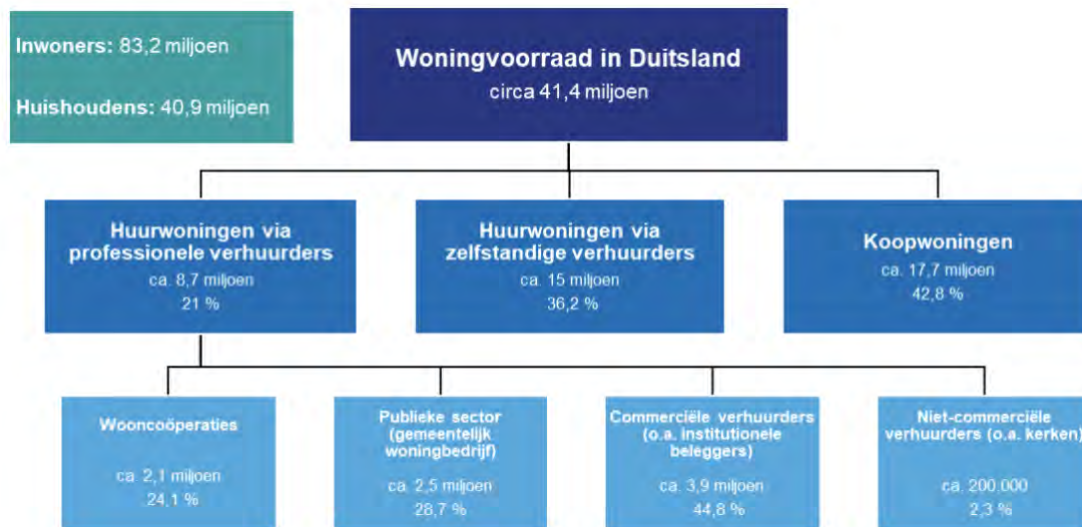 Inwoners: 83,2 miljoen
Huishoudens: 40,9 miljoen
Woningvoorraad in Duitsland
circa 41,4 miljoen
Huurwoningen via
professionele verhuurders
ca. 8,7 miljoen
21 %
Huurwoningen via
zelfstandige verhuurders
ca. 15 miljoen
36,2 %
Koopwoningen
ca. 17,7 miljoen
42,8 %
Wooncoöperaties
ca. 2,1 miljoen
24,1 %
Publieke sector
(gemeentelijk
woningbedrijf)
ca. 2,5 miljoen
28,7 %
Commerciële verhuurders
(o.a. institutionele
beleggers)
ca. 3,9 miljoen
44,8 %
Niet-commerciële
verhuurders (o.a. kerken)
ca. 200.000
2,3 %